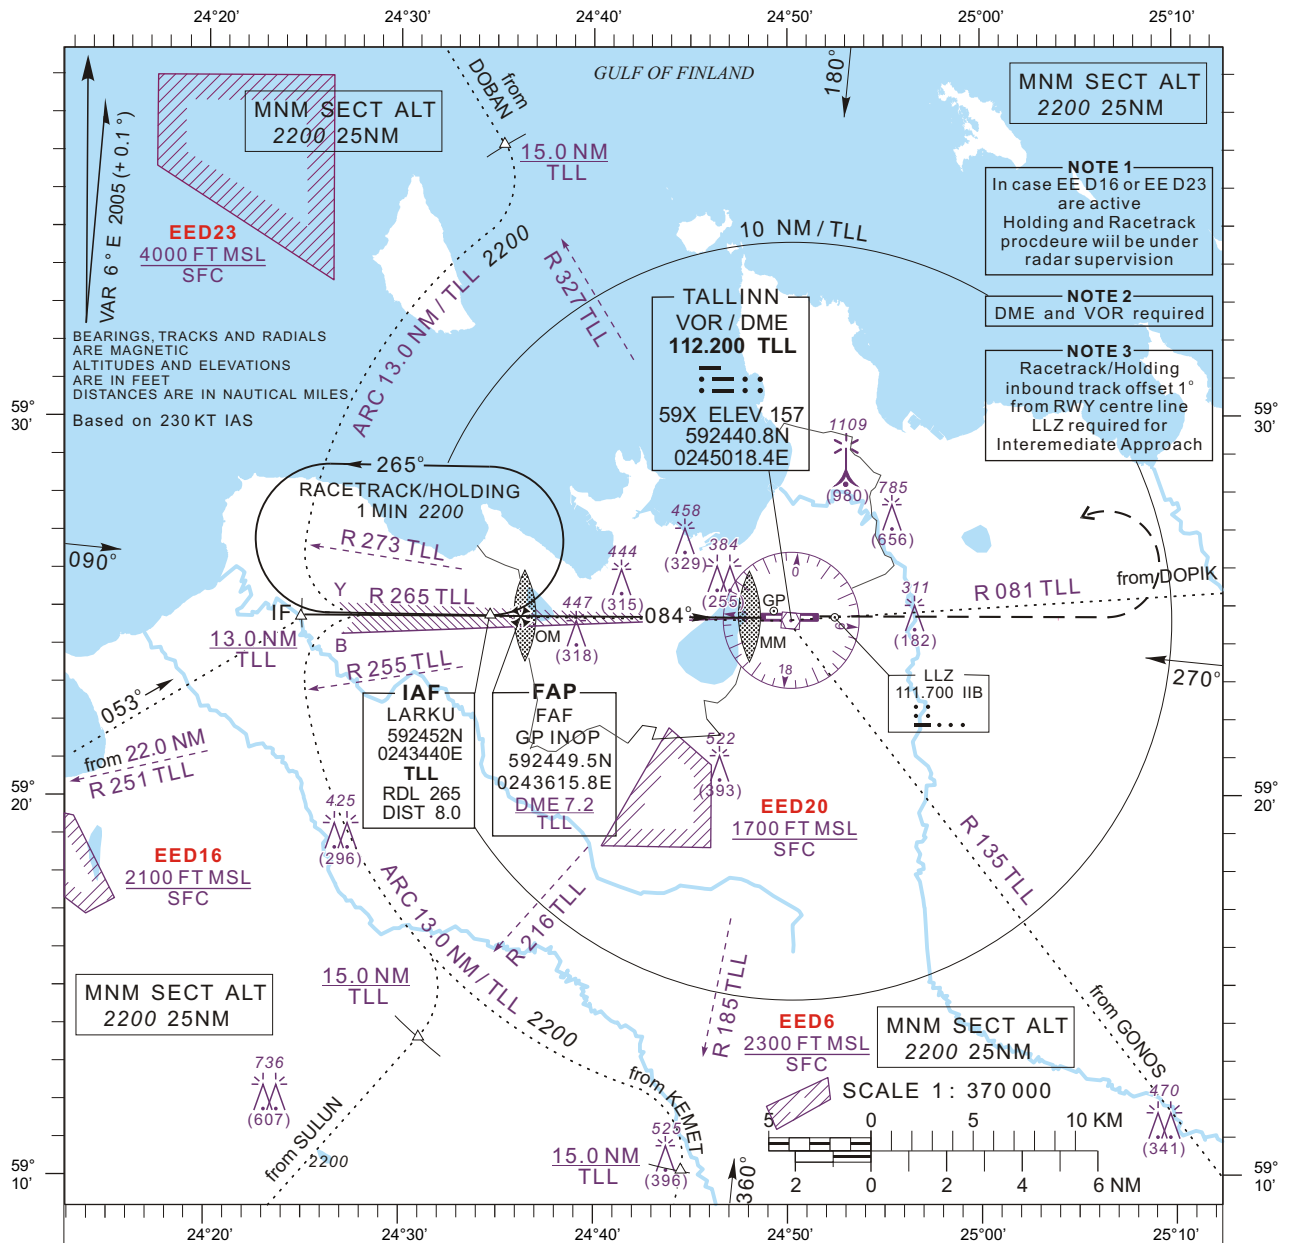 24°20’
24°30’
24°40’
24°50’
25°00’
25°10’
GULF OF FINLAND
from
DOBAN
180°
MNM SECT ALT
2200 25NM
MNM SECT ALT
2200 25NM
VAR 6°E 2005 (+ 0.1°)
15.0 NM
TLL
NOTE 1
In case EE D16 or EE D23
are active
Holding and Racetrack
procdeure wiil be under
radar supervision
EED23
4000 FT MSL
SFC
10 NM / TLL
R 327 TLL
ARC 13.0 NM / TLL 2200
NOTE 2
DME and VOR required
TALLINN
VOR / DME
112.200 TLL
59X ELEV 157
592440.8N
0245018.4E
BEARINGS, TRACKS AND RADIALS
ARE MAGNETIC
ALTITUDES AND ELEVATIONS
ARE IN FEET
DISTANCES ARE IN NAUTICAL MILES
Based on 230 KT IAS
NOTE 3
Racetrack/Holding
inbound track offset 1°
from RWY centre line
LLZ required for
Interemediate Approach
59°
30’
59°
30’
1109
(980)
785
(656)
265°
RACETRACK/HOLDING
1 MIN 2200
458
(329)
384
(255)
444
(315)
447
(318)
311
(182)
090°
R 273 TLL
Y
R 265 TLL
B
IF
13.0 NM
TLL
R 255 TLL
OM
084°
GP
MM
0
9
18
R 081 TLL
from DOPIK
270°
LLZ
111.700 IIB
053°
from 22.0 NM
R 251 TLL
IAF
LARKU
592452N
0243440E
TLL
RDL 265
DIST 8.0
FAP
FAF
GP INOP
592449.5N
0243615.8E
DME 7.2
TLL
522
(393)
EED20
1700 FT MSL
SFC
59°
20’
59°
20’
425
(296)
EED16
2100 FT MSL
SFC
R 135 TLL
R 216 TLL
ARC 13.0 NM / TLL 2200
R 185 TLL
15.0 NM
TLL
MNM SECT ALT
2200 25NM
EED6
2300 FT MSL
SFC
MNM SECT ALT
2200 25NM
from GONOS
736
(607)
from SULUN
2200
from KEMET
525
(396)
15.0 NM
TLL
360°
SCALE 1 : 370 000
5 0 5 10 KM
2 0 2 4 6 NM
470
(341)
59°
10’
59°
10’
24°20’
24°30’
24°40’
24°50’
25°00’
25°10’